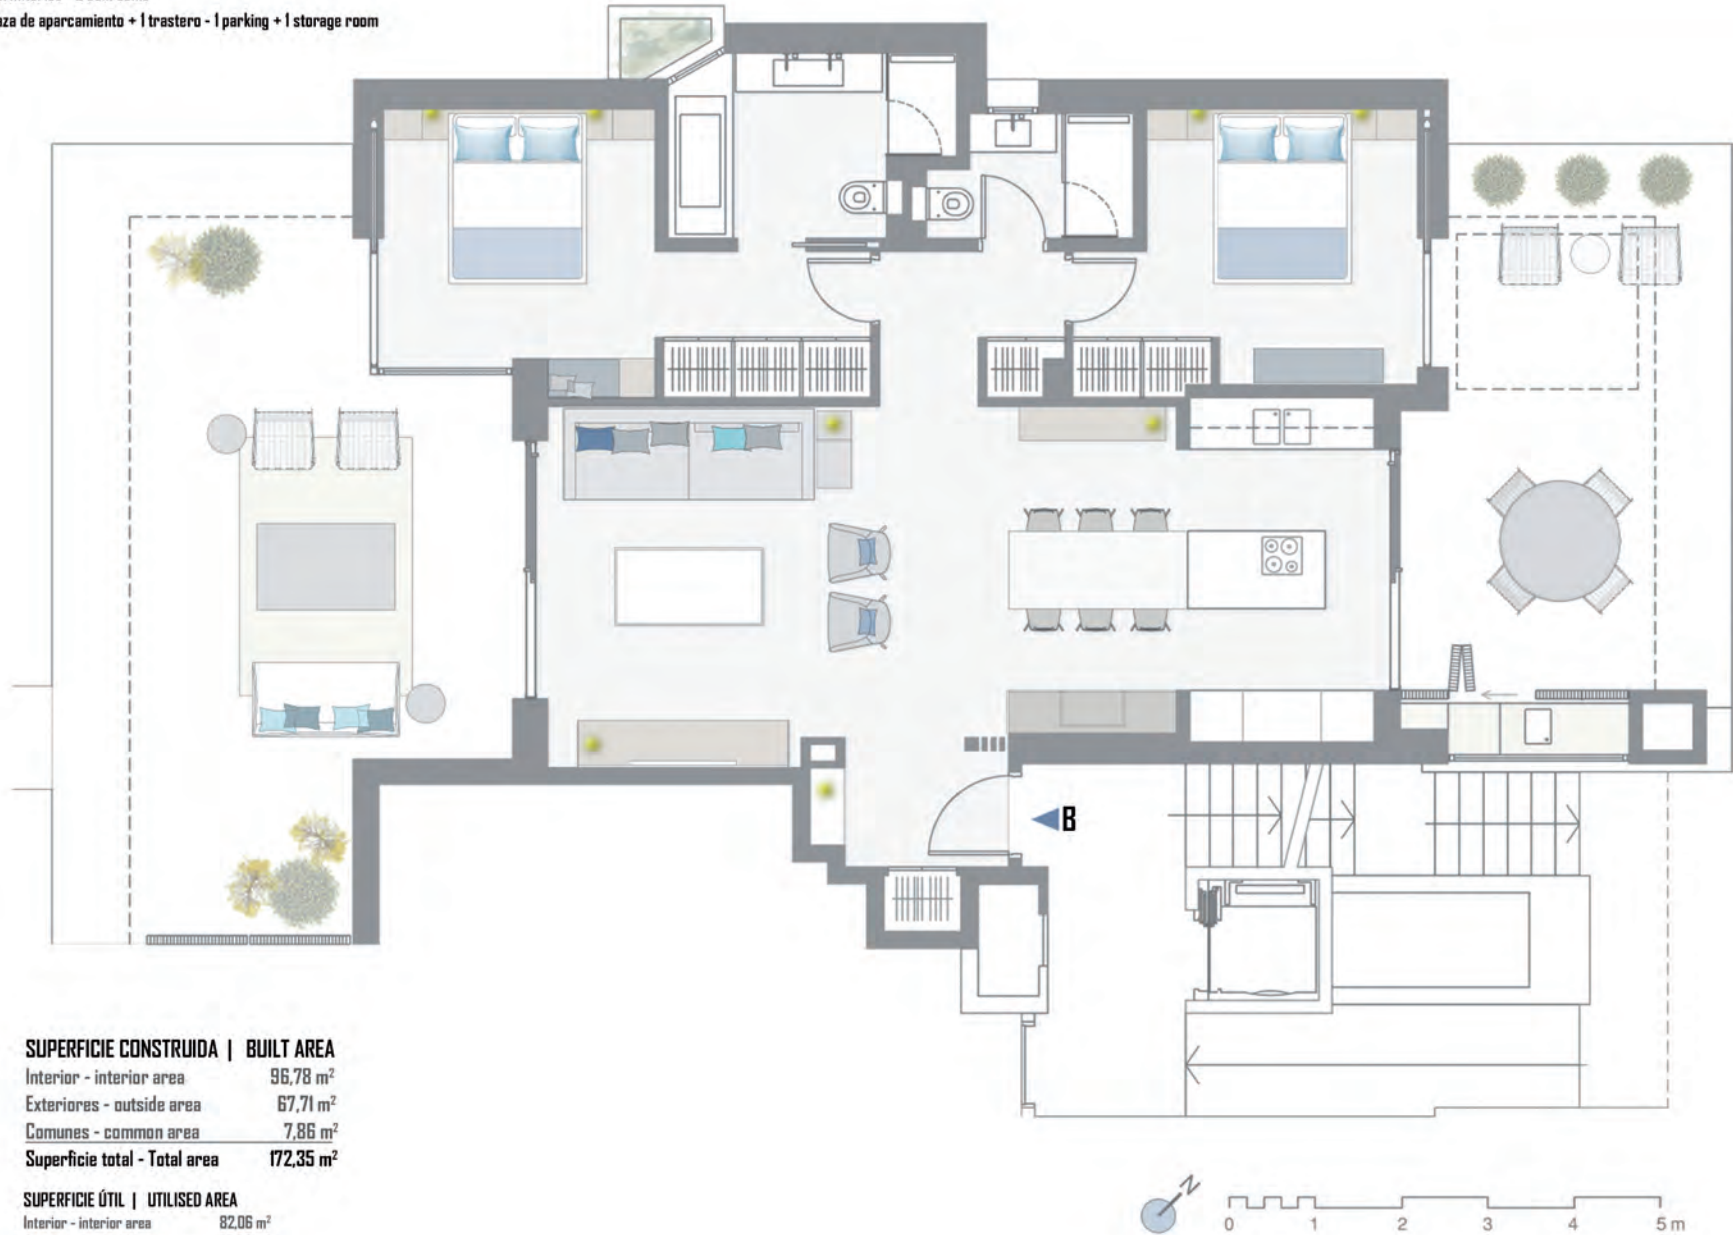 aza de aparcamiento + 1 trastero - 1 parking + 1 storage room
B
SUPERFICIE CONSTRUIDA | BUILT AREA
Interior - interior area 96,78 m²
Exteriores - outside area 67,71 m²
Comunes - common area 7,86 m²
Superficie total - Total area 172,35 m²
SUPERFICIE ÚTIL | UTILISED AREA
Interior - interior area 82,06 m²
N
0 1 2 3 4 5 m